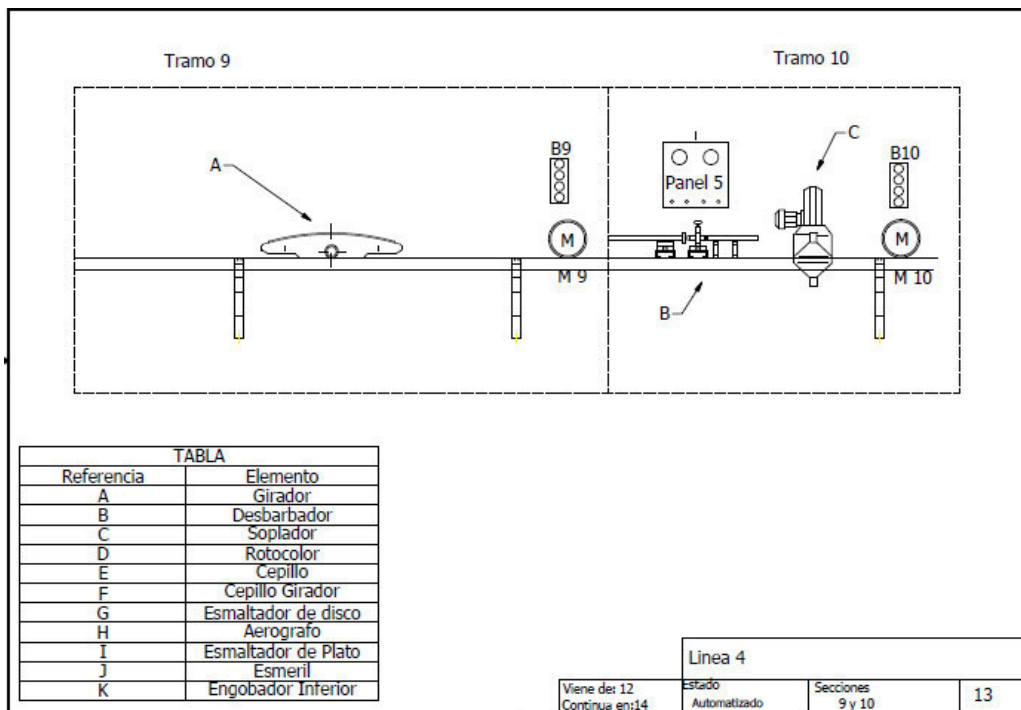 Tramo 9
Tramo 10
A
B9
Panel 5
C
B10
M
M
M 9
M 10
B
TABLA
Referencia Elemento
A Girador
B Desbarbador
C Soplador
D Rotocolor
E Cepillo
F Cepillo Girador
G Esmaltador de disco
H Aerografo
I Esmaltador de Plato
J Esmeril
K Engobador Inferior
Linea 4
Viene de: 12
Continua en:14
Estado
Automatizado
Secciones
9 y 10
13